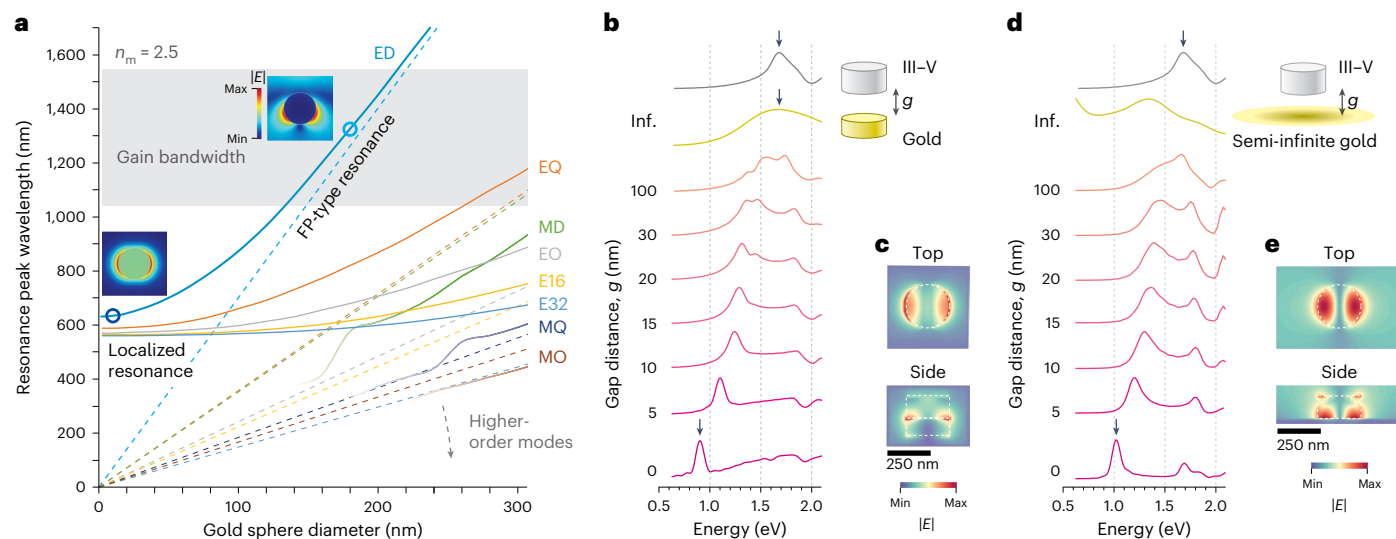 a
n_m = 2.5
ED
|E|
Max
Min
Gain bandwidth
FP-type resonance
EQ
MD
EO
E16
E32
MQ
MO
Localized
resonance
Higher-
order modes
1,600
1,400
1,200
1,000
800
600
400
200
0
Resonance peak wavelength (nm)
0
100
200
300
Gold sphere diameter (nm)
b
III–V
g
Gold
Inf.
100
30
20
15
10
5
0
Gap distance, g (nm)
0.5
1.0
1.5
2.0
Energy (eV)
c
Top
Side
250 nm
Min
Max
|E|
d
III–V
g
Semi-infinite gold
Inf.
100
30
20
15
10
5
0
Gap distance, g (nm)
0.5
1.0
1.5
2.0
Energy (eV)
e
Top
Side
250 nm
Min
Max
|E|